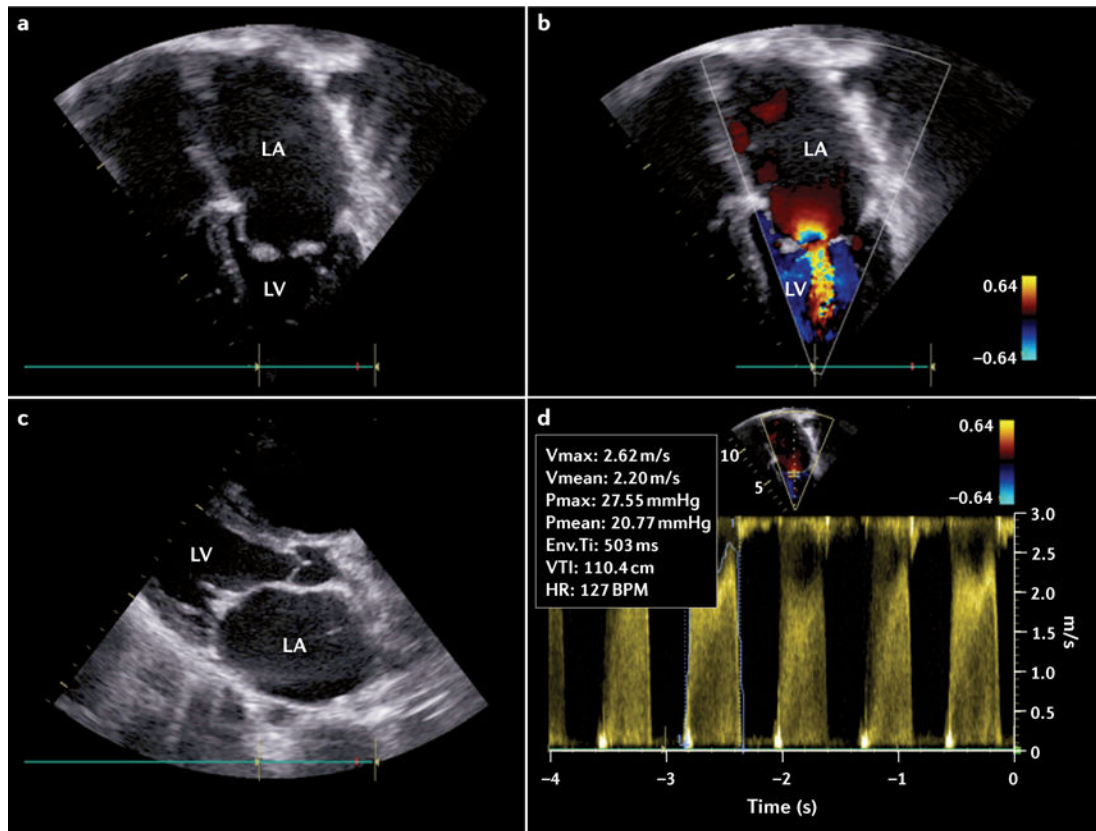 a
LA
LV
b
LA
LV
0.64
−0.64
c
LV
LA
d
Vmax: 2.62 m/s
Vmean: 2.20 m/s
Pmax: 27.55 mmHg
Pmean: 20.77 mmHg
Env.Ti: 503 ms
VTI: 110.4 cm
HR: 127 BPM
10
5
0.64
−0.64
3.0
2.5
2.0
1.5
1.0
0.5
0
m/s
−4
−3
−2
−1
0
Time (s)